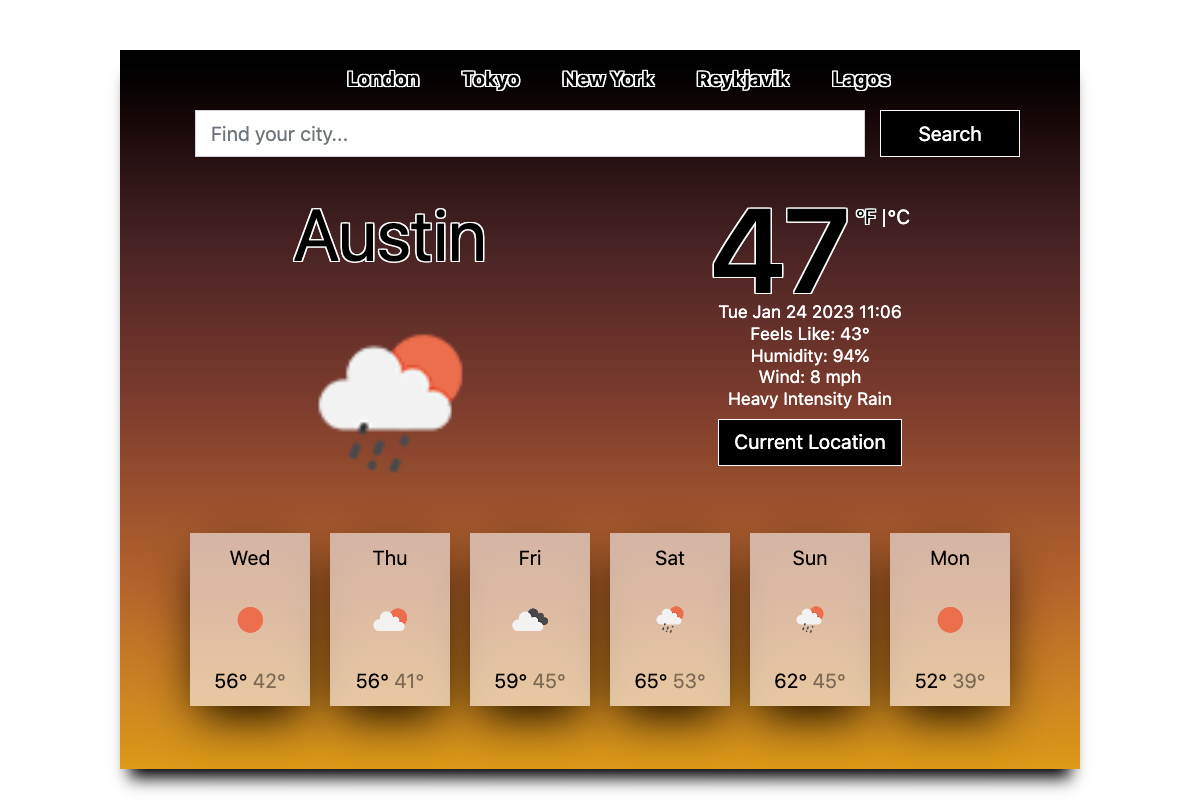 London Tokyo New York Reykjavik Lagos
Find your city... Search
Austin
47 °F |°C
Tue Jan 24 2023 11:06
Feels Like: 43°
Humidity: 94%
Wind: 8 mph
Heavy Intensity Rain
Current Location
Wed Thu Fri Sat Sun Mon
56° 42° 56° 41° 59° 45° 65° 53° 62° 45° 52° 39°